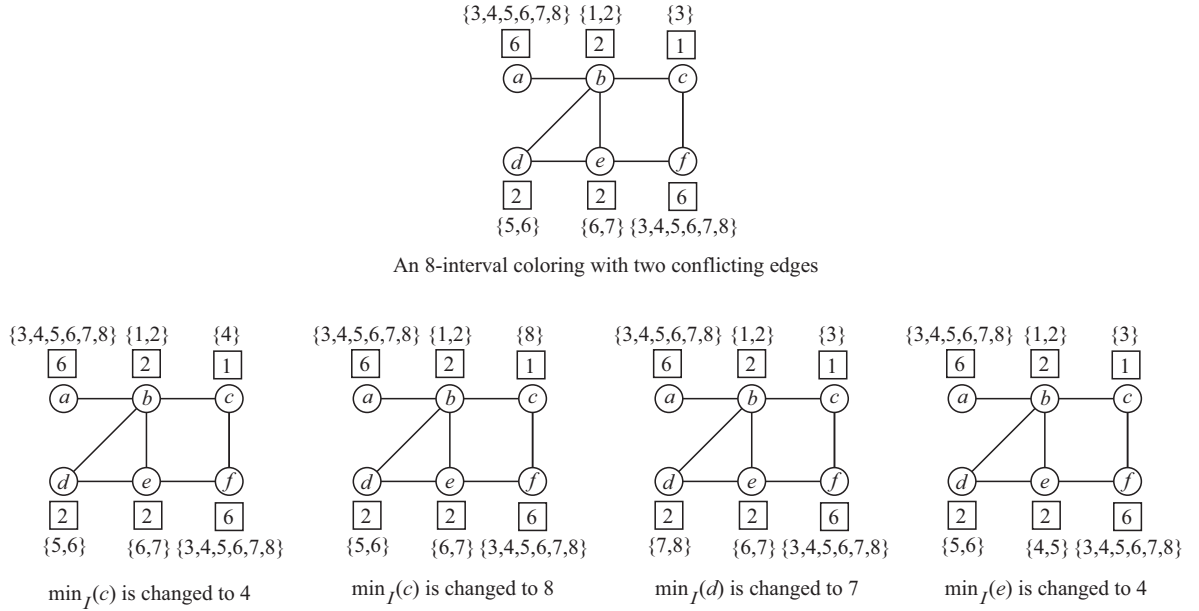 {3,4,5,6,7,8} {1,2} {3}
6 2 1
a b c
d e f
2 2 6
{5,6} {6,7} {3,4,5,6,7,8}
An 8-interval coloring with two conflicting edges
{3,4,5,6,7,8} {1,2} {4}
6 2 1
a b c
d e f
2 2 6
{5,6} {6,7} {3,4,5,6,7,8}
min_I(c) is changed to 4
{3,4,5,6,7,8} {1,2} {8}
6 2 1
a b c
d e f
2 2 6
{5,6} {6,7} {3,4,5,6,7,8}
min_I(c) is changed to 8
{3,4,5,6,7,8} {1,2} {3}
6 2 1
a b c
d e f
2 2 6
{7,8} {6,7} {3,4,5,6,7,8}
min_I(d) is changed to 7
{3,4,5,6,7,8} {1,2} {3}
6 2 1
a b c
d e f
2 2 6
{5,6} {4,5} {3,4,5,6,7,8}
min_I(e) is changed to 4